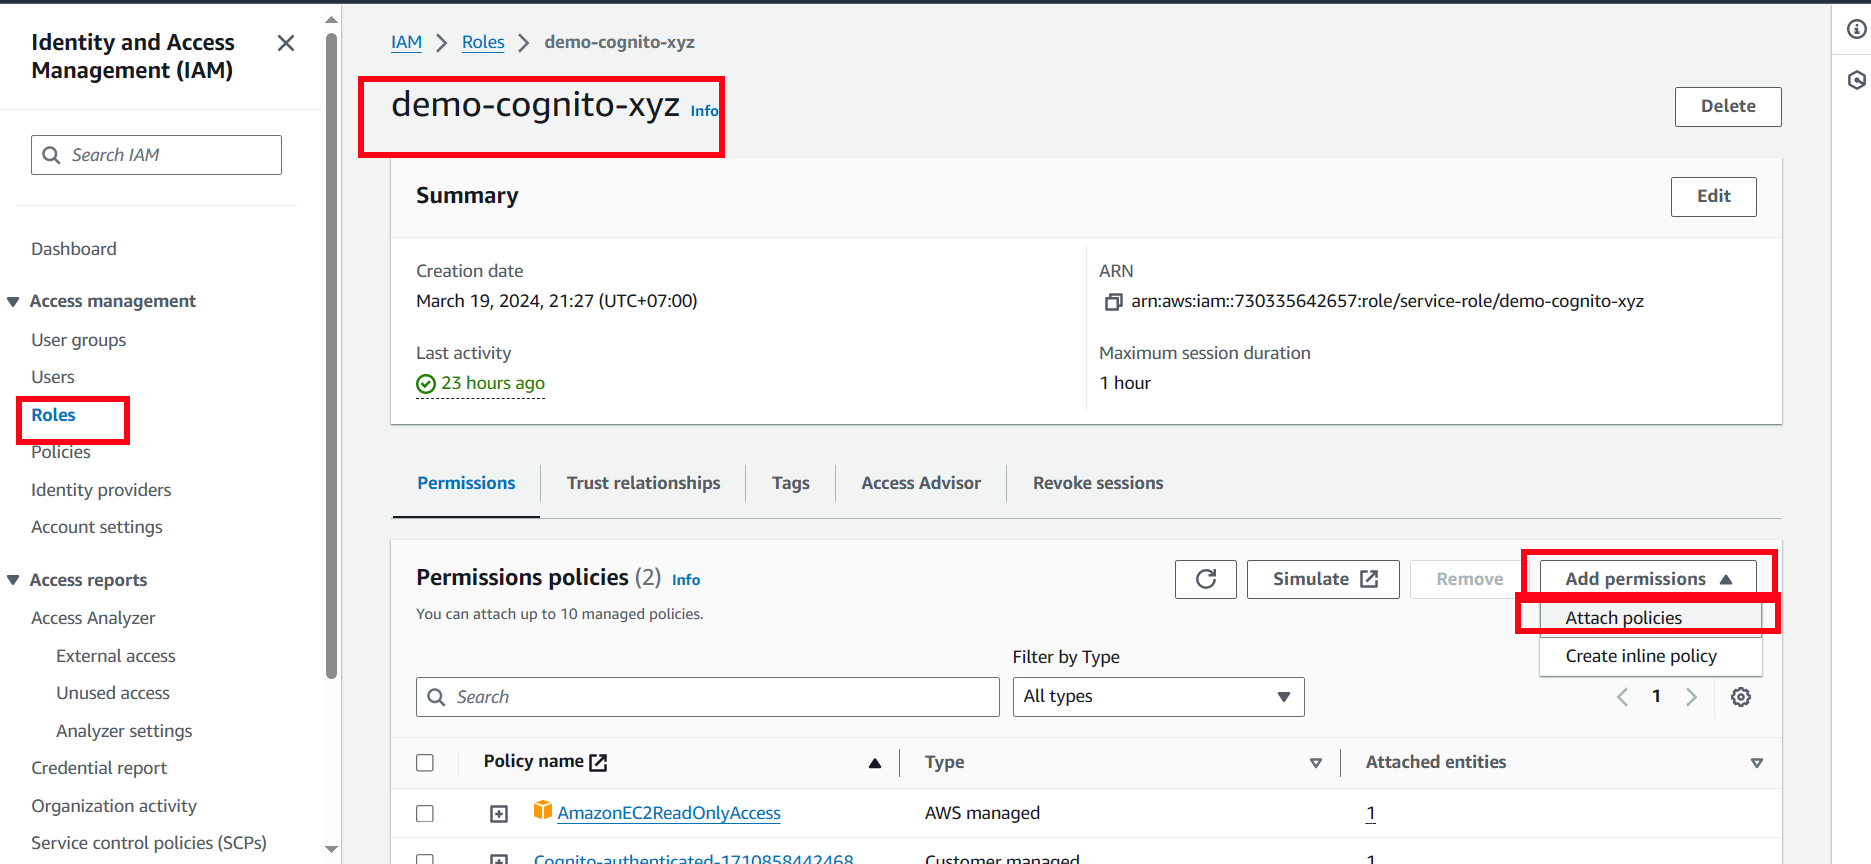 Identity and Access
Management (IAM)
Search IAM
Dashboard
Access management
User groups
Users
Roles
Policies
Identity providers
Account settings
Access reports
Access Analyzer
External access
Unused access
Analyzer settings
Credential report
Organization activity
Service control policies (SCPs)
IAM
Roles
demo-cognito-xyz
demo-cognito-xyz Info
Delete
Summary
Edit
Creation date
March 19, 2024, 21:27 (UTC+07:00)
ARN
arn:aws:iam::730335642657:role/service-role/demo-cognito-xyz
Last activity
23 hours ago
Maximum session duration
1 hour
Permissions
Trust relationships
Tags
Access Advisor
Revoke sessions
Permissions policies (2) Info
You can attach up to 10 managed policies.
Simulate
Remove
Add permissions
Attach policies
Create inline policy
Search
Filter by Type
All types
1
Policy name
Type
Attached entities
AmazonEC2ReadOnlyAccess
AWS managed
1
Cognito-authenticated-1710858442468
Customer managed
1